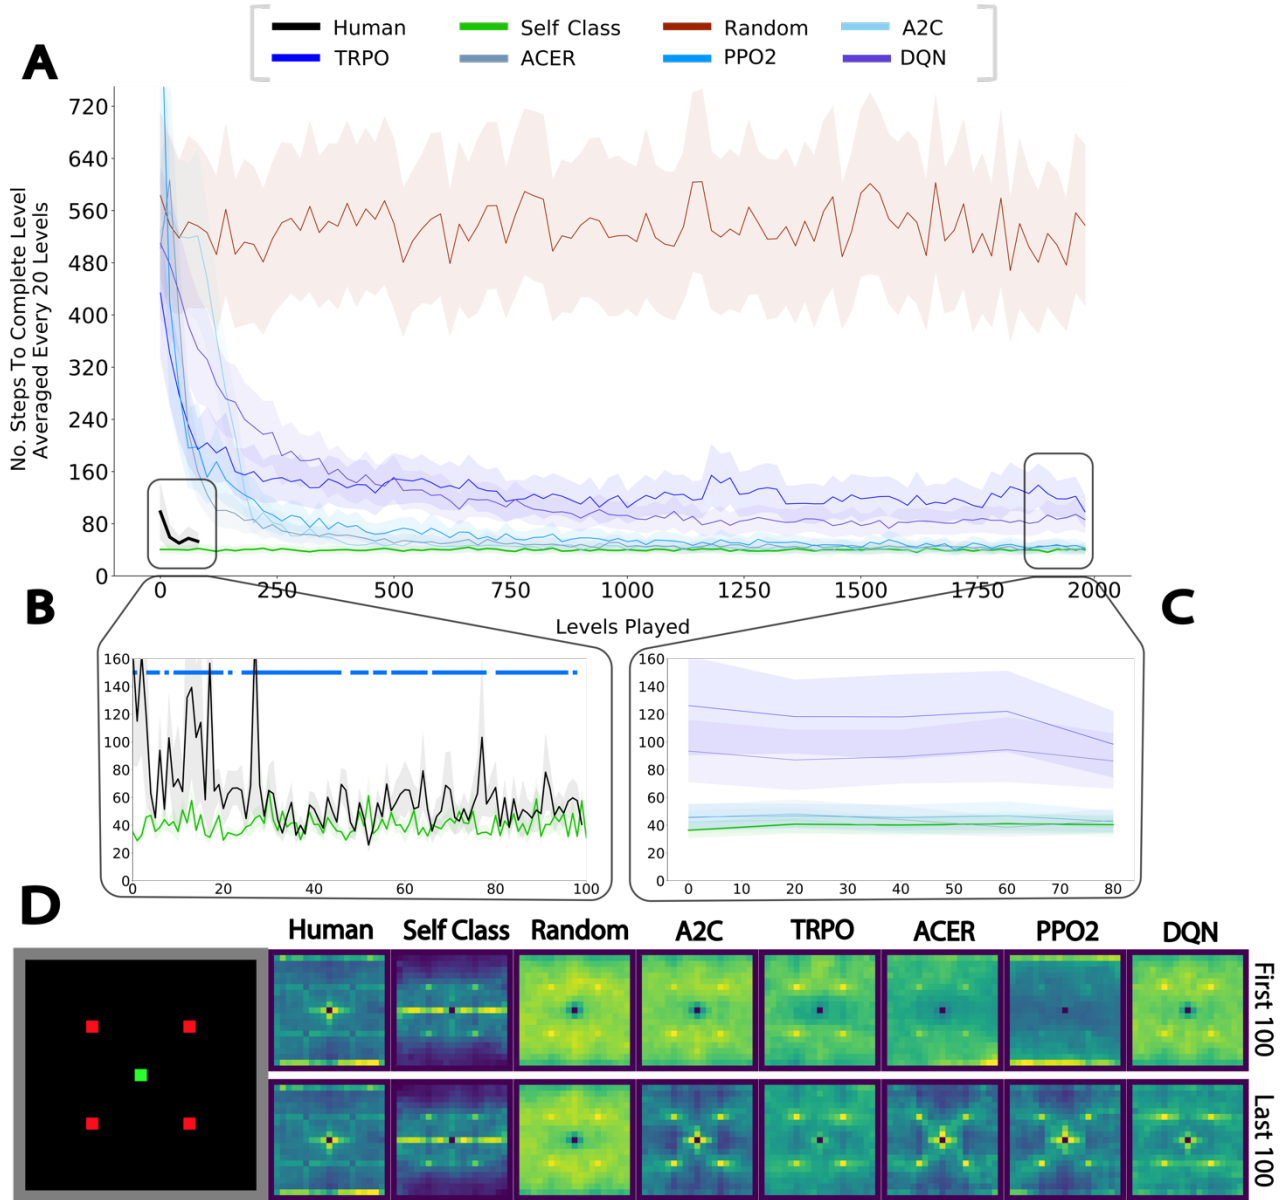 Human Self Class Random A2C
TRPO ACER PPO2 DQN
A
720
640
560
480
400
320
240
160
80
0
No. Steps To Complete Level
Averaged Every 20 Levels
0 250 500 750 1000 1250 1500 1750 2000
Levels Played
B
C
160
140
120
100
80
60
40
20
0
0 20 40 60 80 100
160
140
120
100
80
60
40
20
0
0 10 20 30 40 50 60 70 80
D
Human Self Class Random A2C TRPO ACER PPO2 DQN
First 100
Last 100